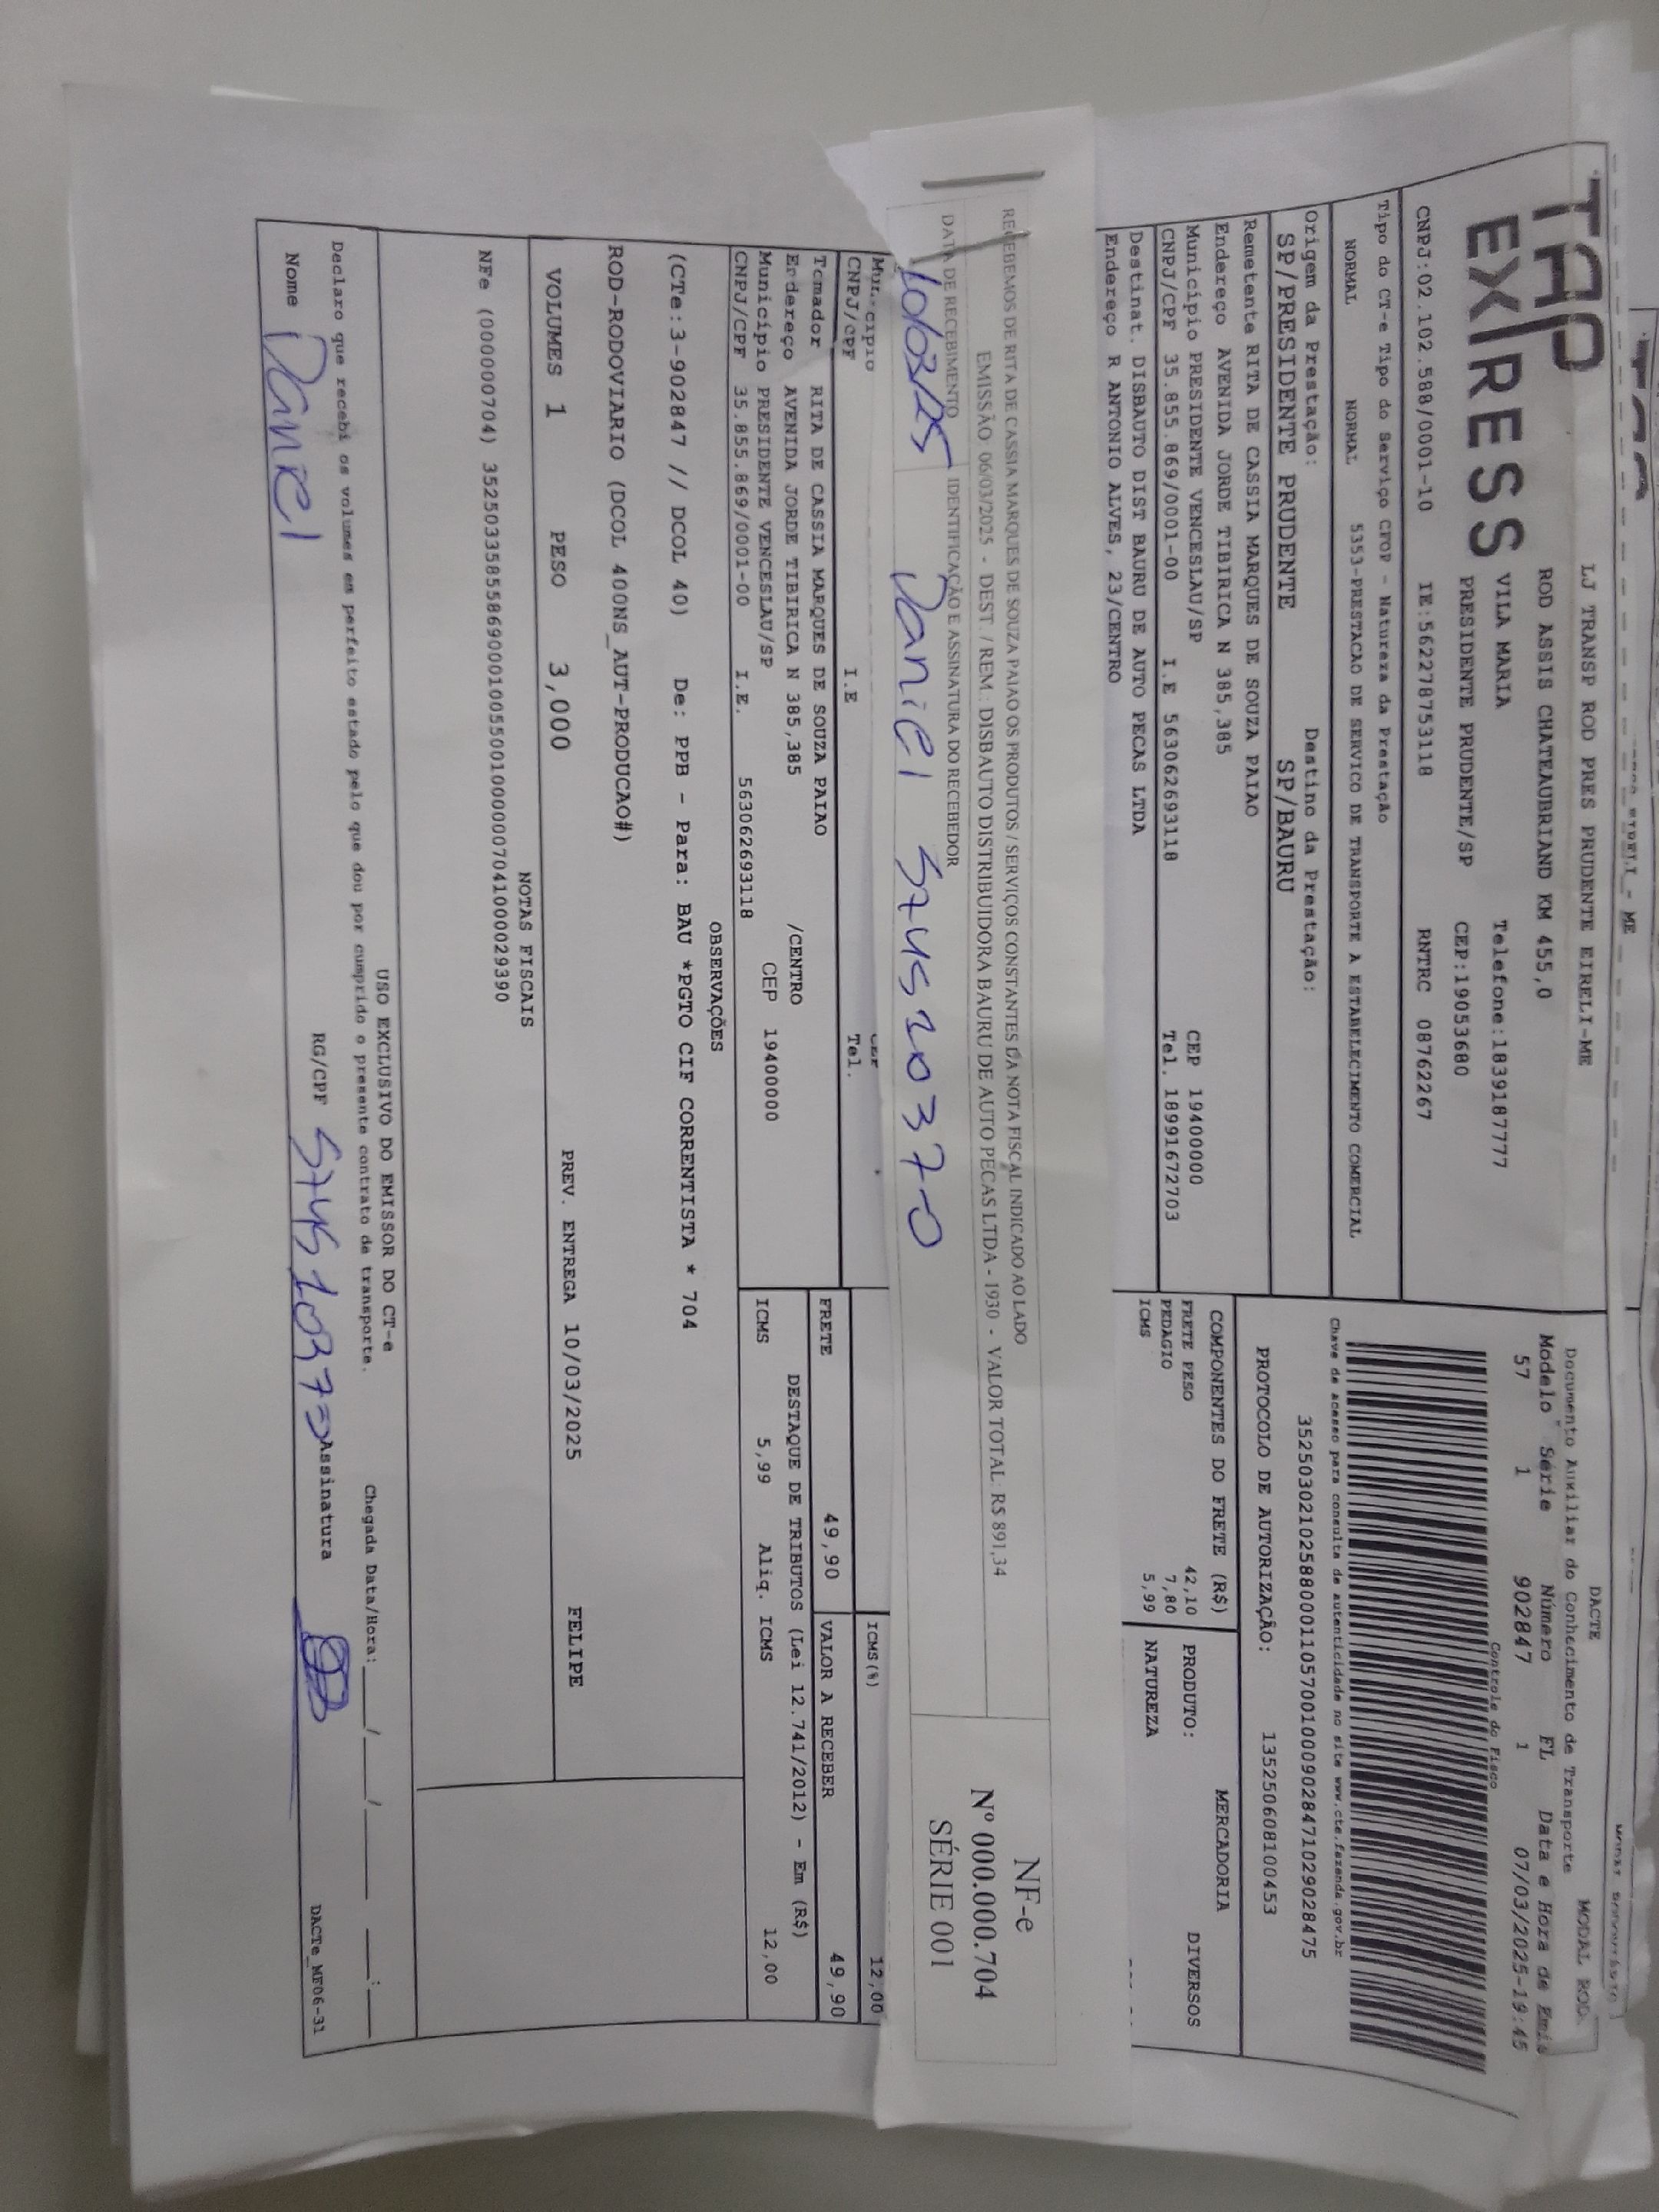 TAP
EXPRESS
LJ TRANSP ROD PRES PRUDENTE EIRELI-ME
ROD ASSIS CHATEAUBRIAND KM 455,0
VILA MARIA Telefone:1839187777
PRESIDENTE PRUDENTE/SP CEP:19053680
CNPJ:02.102.588/0001-10 IE:562278753118 RNTRC 08762267
DACTE MODAL ROD
Documento Auxiliar do Conhecimento de Transporte
Modelo Série Número FL Data e Hora de Emis
57 1 902847 1 07/03/2025-19:45
Controle do Fisco
Tipo do CT-e Tipo do Serviço CFOP - Natureza da Prestação
NORMAL NORMAL 5353-PRESTACAO DE SERVICO DE TRANSPORTE A ESTABELECIMENTO COMERCIAL
Chave de acesso para consulta de autenticidade no site www.cte.fazenda.gov.br
35250302102588000110570010009028471029028475
Origem da Prestação: Destino da Prestação:
SP/PRESIDENTE PRUDENTE SP/BAURU
PROTOCOLO DE AUTORIZAÇÃO: 135250608100453
Remetente RITA DE CASSIA MARQUES DE SOUZA PAIAO
Endereço AVENIDA JORDE TIBIRICA N 385,385
Município PRESIDENTE VENCESLAU/SP CEP 19400000
CNPJ/CPF 35.855.869/0001-00 I.E 563062693118 Tel. 18991672703
Destinat. DISBAUTO DIST BAURU DE AUTO PECAS LTDA
Endereço R ANTONIO ALVES, 23/CENTRO
COMPONENTES DO FRETE (R$) MERCADORIA
FRETE PESO 42,10 PRODUTO: DIVERSOS
PEDAGIO 7,80
ICMS 5,99 NATUREZA
RECEBEMOS DE RITA DE CASSIA MARQUES DE SOUZA PAIAO OS PRODUTOS / SERVIÇOS CONSTANTES DA NOTA FISCAL INDICADO AO LADO
EMISSÃO: 06/03/2025 - DEST. / REM.: DISBAUTO DISTRIBUIDORA BAURU DE AUTO PECAS LTDA - 1930 - VALOR TOTAL: R$ 891,34
DATA DE RECEBIMENTO IDENTIFICAÇÃO E ASSINATURA DO RECEBEDOR
10/03/25 Daniel
NF-e
Nº 000.000.704
SÉRIE 001
Município
CNPJ/CPF I.E Tel.
ICMS(%) 12,00
Tomador RITA DE CASSIA MARQUES DE SOUZA PAIAO
Endereço AVENIDA JORDE TIBIRICA N 385,385 /CENTRO
Município PRESIDENTE VENCESLAU/SP CEP 19400000
CNPJ/CPF 35.855.869/0001-00 I.E. 563062693118
FRETE 49,90 VALOR A RECEBER 49,90
DESTAQUE DE TRIBUTOS (Lei 12.741/2012) - Em (R$)
ICMS 5,99 Aliq. ICMS 12,00
OBSERVAÇÕES
(CTe:3-902847 // DCOL 40) De: PPB - Para: BAU *PGTO CIF CORRENTISTA * 704
ROD-RODOVIARIO (DCOL 400NS_AUT-PRODUCAO#)
VOLUMES 1 PESO 3,000 PREV. ENTREGA 10/03/2025 FELIPE
NOTAS FISCAIS
NFe (000000704) 35250335855869000100550010000007041000029390
USO EXCLUSIVO DO EMISSOR DO CT-e
Declaro que recebi os volumes em perfeito estado pelo que dou por cumprido o presente contrato de transporte.
Chegada Data/Hora: / / :
Nome Daniel RG/CPF Assinatura
DACTe_MF06-31